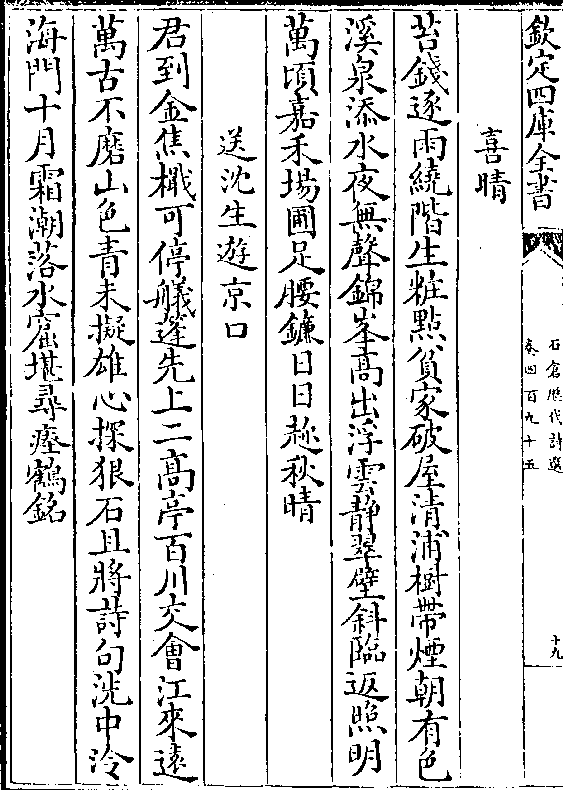 欽定四庫全書
石倉歷代詩選
卷四百九十五
十九
喜晴
苔錢逐雨繞階生粧點貧家破屋清浦樹帶煙朝有色
溪泉添水夜無聲錦峯高出浮雲静翠壁斜臨返照明
萬頃嘉禾場圃足腰鐮日日趂秋晴
送沈生遊京口
君到金焦檝可停艤蓬先上二高亭百川交會江來遠
萬古不磨山色青未擬雄心探狠石且將詩句洗中泠
海門十月霜潮落水窟堪尋瘞鶴銘